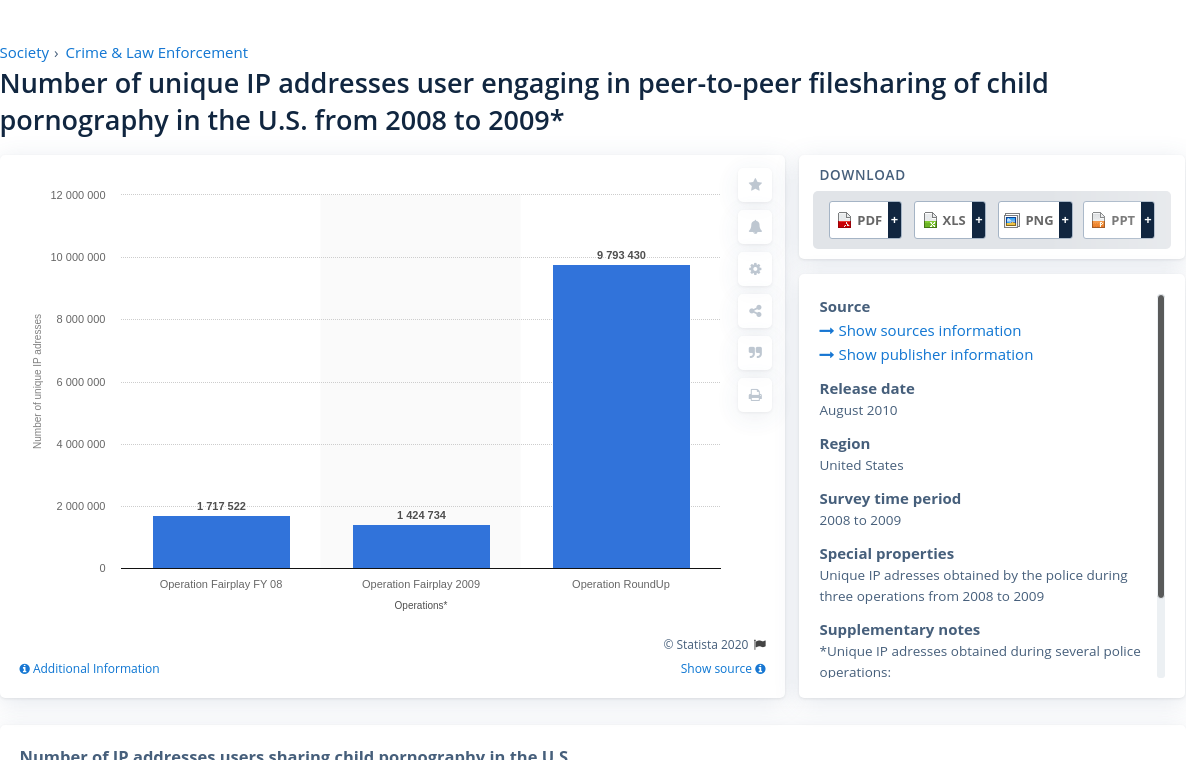 Society › Crime & Law Enforcement
Number of unique IP addresses user engaging in peer-to-peer filesharing of child
pornography in the U.S. from 2008 to 2009*
12 000 000
10 000 000
8 000 000
6 000 000
4 000 000
2 000 000
0
Number of unique IP adresses
1 717 522
1 424 734
9 793 430
Operation Fairplay FY 08
Operation Fairplay 2009
Operation RoundUp
Operations*
© Statista 2020
Additional Information
Show source
DOWNLOAD
PDF + XLS + PNG + PPT +
Source
Show sources information
Show publisher information
Release date
August 2010
Region
United States
Survey time period
2008 to 2009
Special properties
Unique IP adresses obtained by the police during
three operations from 2008 to 2009
Supplementary notes
*Unique IP adresses obtained during several police
operations:
Number of IP addresses users sharing child pornography in the U.S.